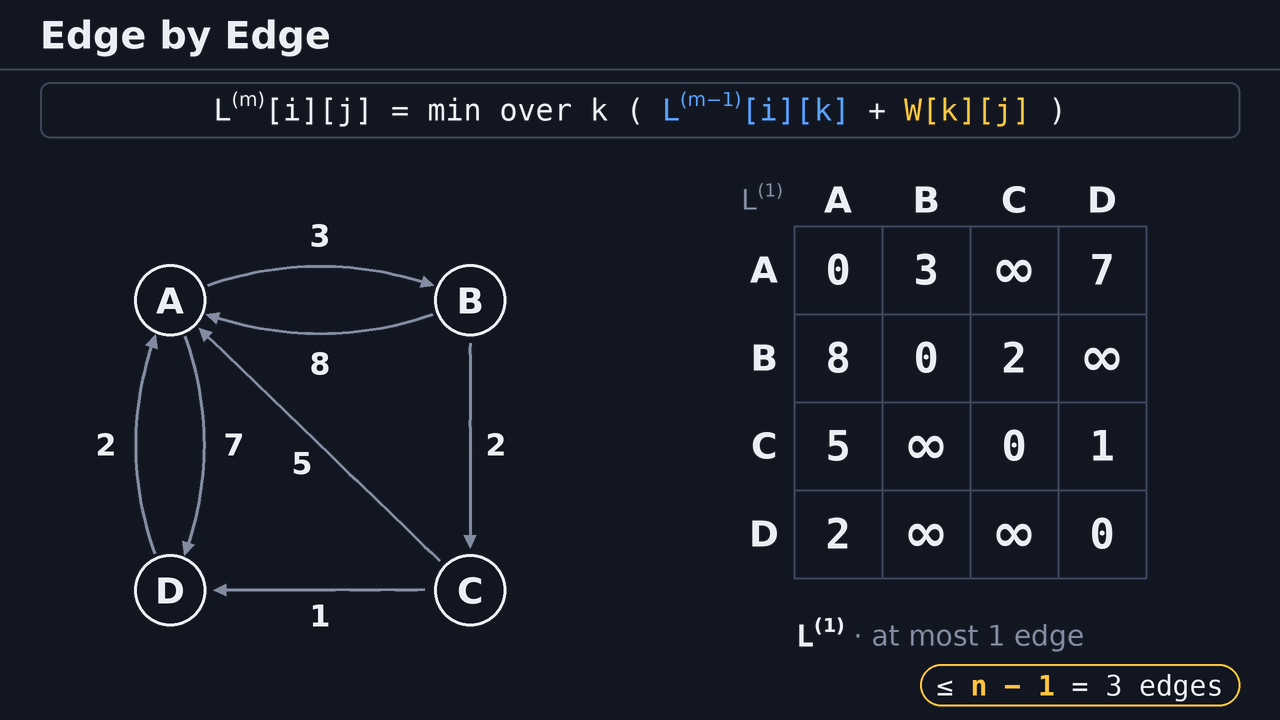 Edge by Edge
L(m)[i][j] = min over k ( L(m−1)[i][k] + W[k][j] )
3
A
B
8
2
7
5
2
D
C
1
L(1) A B C D
A 0 3 ∞ 7
B 8 0 2 ∞
C 5 ∞ 0 1
D 2 ∞ ∞ 0
L(1) · at most 1 edge
≤ n − 1 = 3 edges